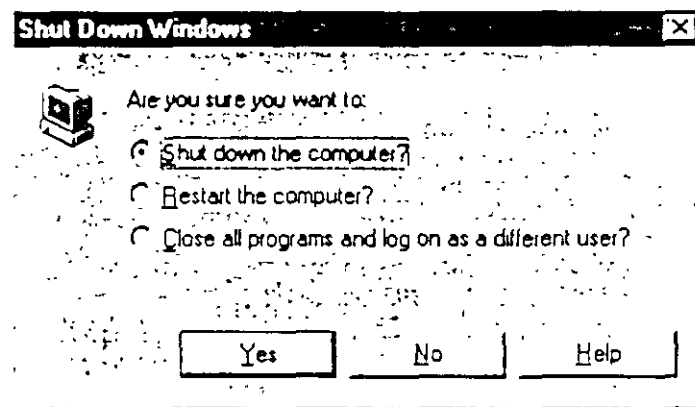 Shut Down Windows
Are you sure you want to:
Shut down the computer?
Restart the computer?
Close all programs and log on as a different user?
Yes
No
Help